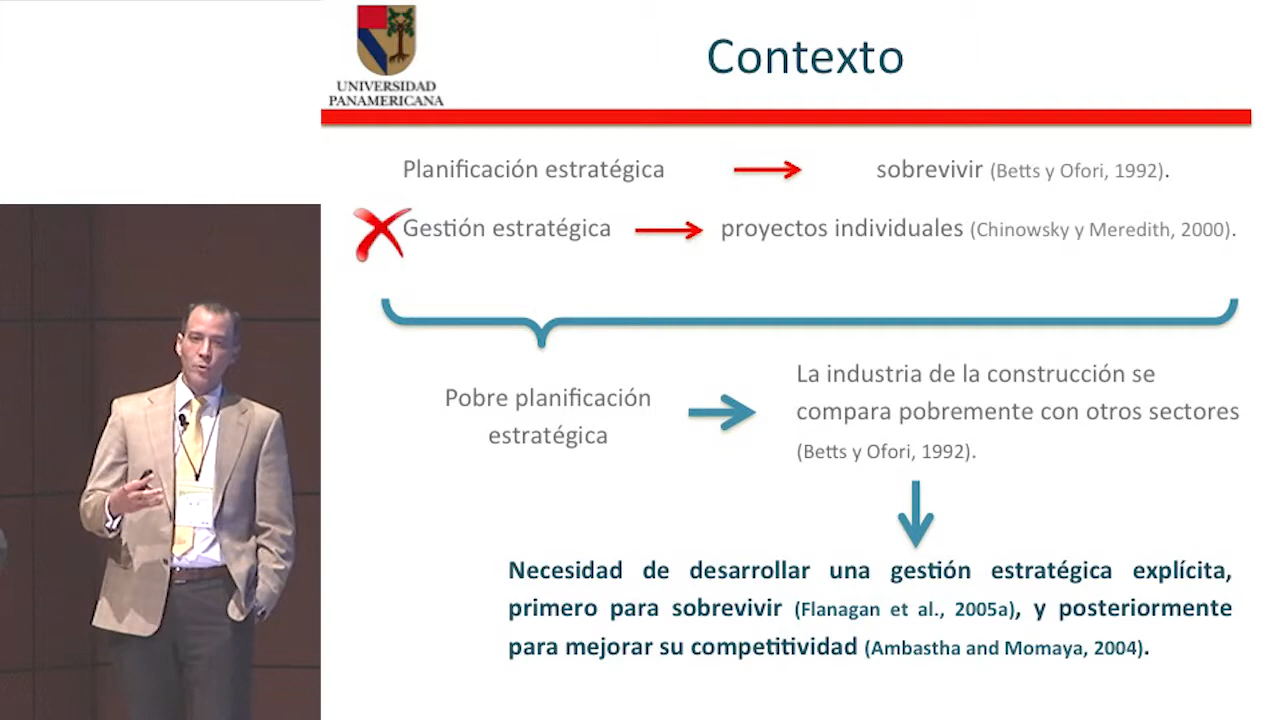 UNIVERSIDAD
PANAMERICANA
Contexto
Planificación estratégica sobrevivir (Betts y Ofori, 1992).
Gestión estratégica proyectos individuales (Chinowsky y Meredith, 2000).
Pobre planificación
estratégica
La industria de la construcción se
compara pobremente con otros sectores
(Betts y Ofori, 1992).
Necesidad de desarrollar una gestión estratégica explícita,
primero para sobrevivir (Flanagan et al., 2005a), y posteriormente
para mejorar su competitividad (Ambastha and Momaya, 2004).